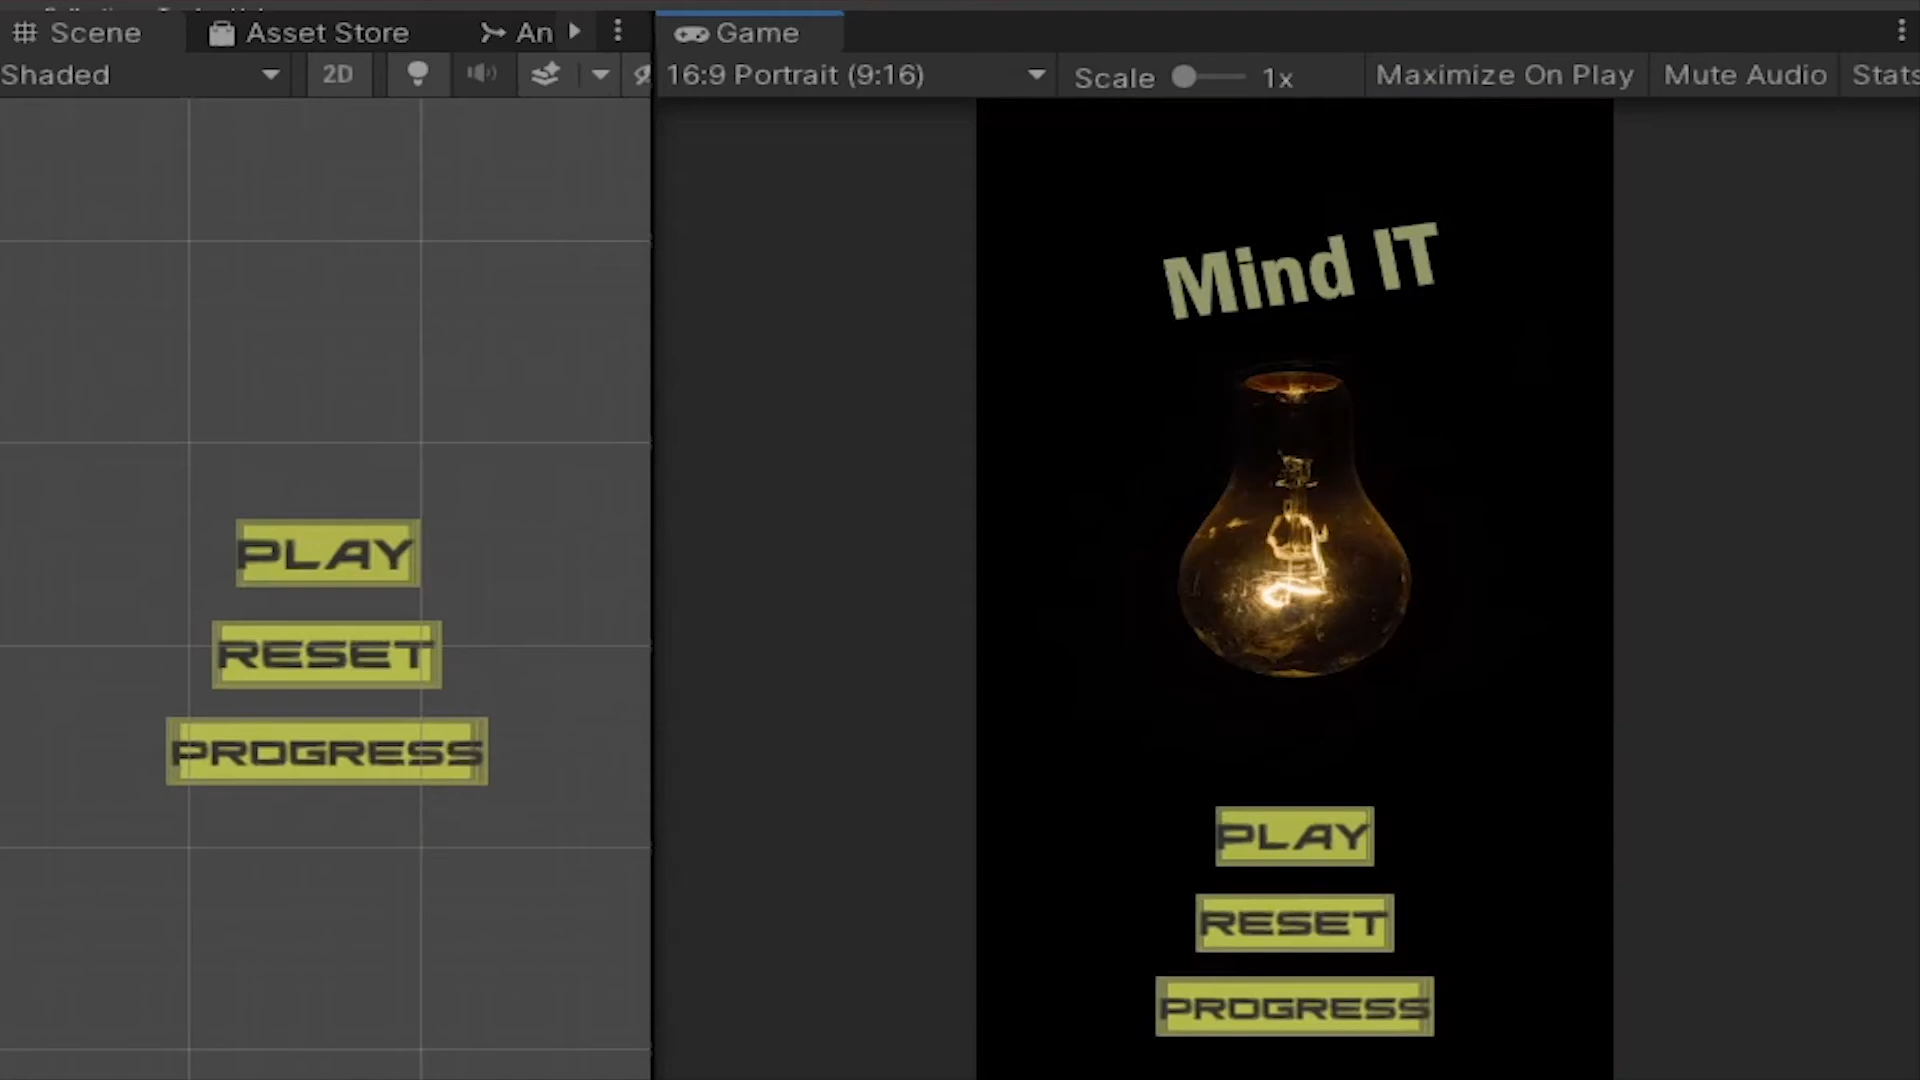 Scene
Asset Store
An
Game
Shaded
2D
16:9 Portrait (9:16)
Scale
1x
Maximize On Play
Mute Audio
Stats
Mind IT
PLAY
RESET
PROGRESS
PLAY
RESET
PROGRESS